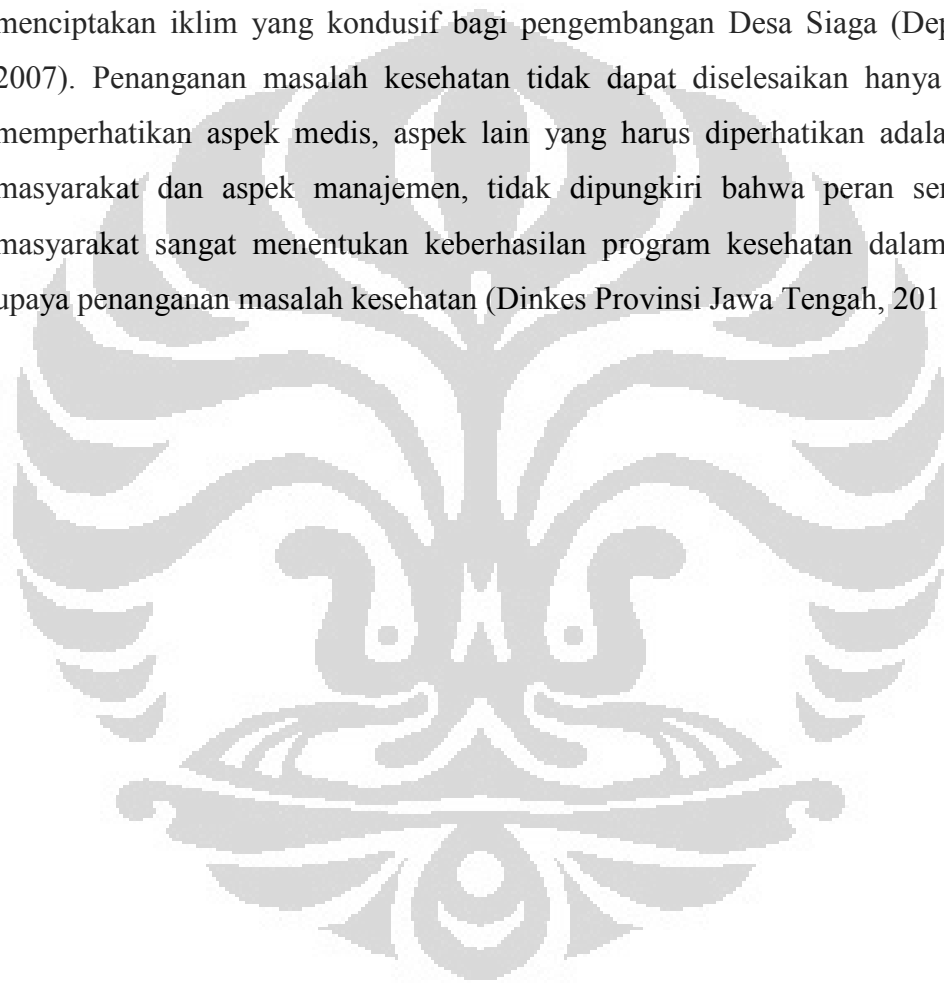 menciptakan iklim yang kondusif bagi pengembangan Desa Siaga (Dep
2007). Penanganan masalah kesehatan tidak dapat diselesaikan hanya
memperhatikan aspek medis, aspek lain yang harus diperhatikan adala
masyarakat dan aspek manajemen, tidak dipungkiri bahwa peran ser
masyarakat sangat menentukan keberhasilan program kesehatan dalam
upaya penanganan masalah kesehatan (Dinkes Provinsi Jawa Tengah, 201